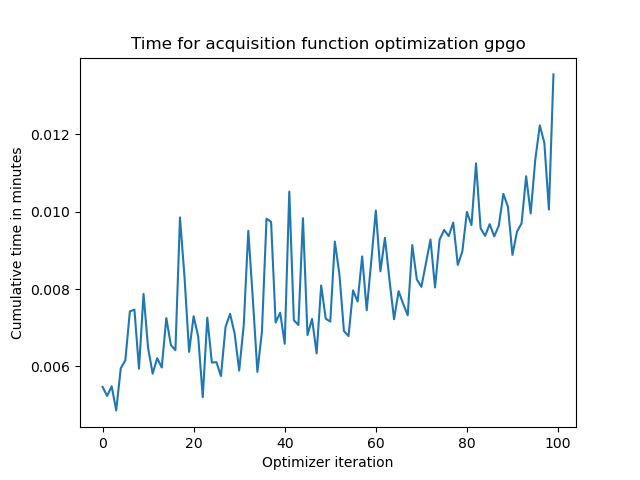 Time for acquisition function optimization gpgo
Cumulative time in minutes
0.012
0.010
0.008
0.006
0 20 40 60 80 100
Optimizer iteration